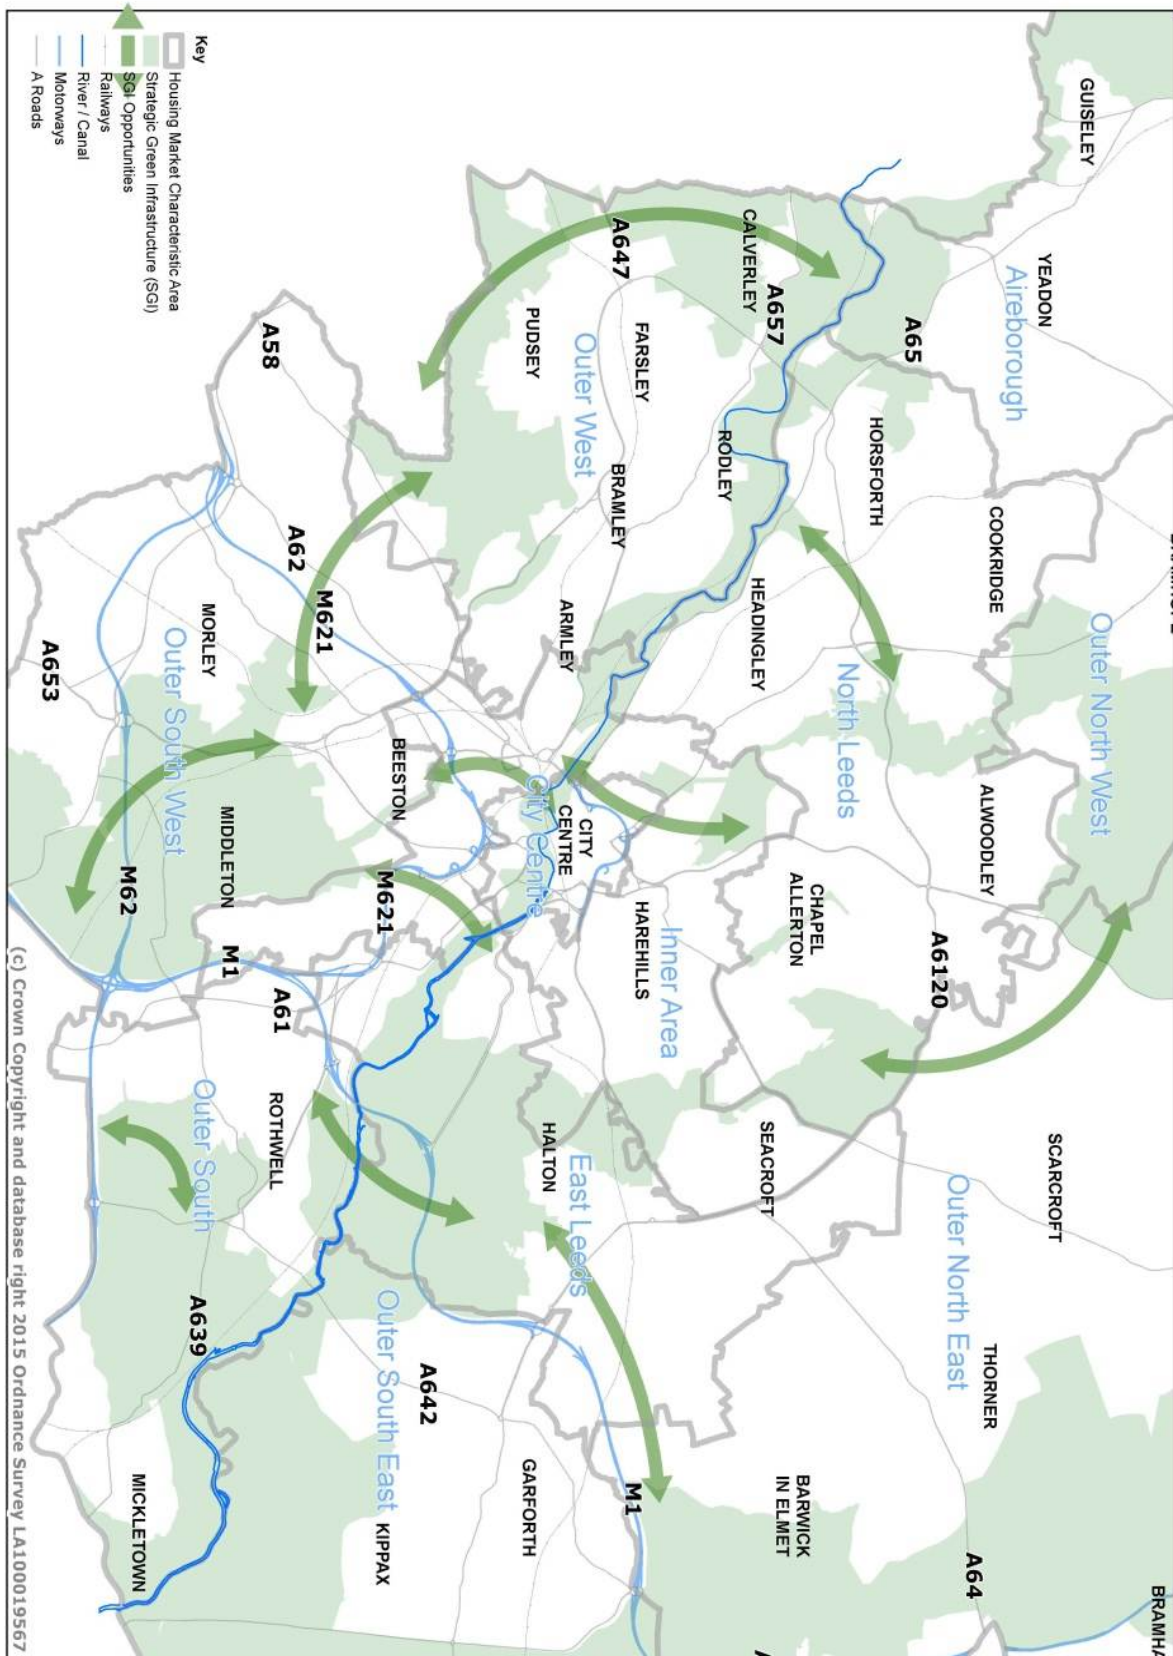 GUISELEY
YEADON
Aireborough
A65
CALVERLEY
A657
A647
HORSFORTH
COOKRIDGE
Outer North West
RODLEY
FARSLEY
PUDSEY
Outer West
BRAMLEY
ARMLEY
HEADINGLEY
North Leeds
ALWOODLEY
A58
A62
M621
MORLEY
Outer South West
A653
BEESTON
MIDDLETON
M62
M621
City Centre
CITY
CENTRE
HAREHILLS
Inner Area
CHAPEL
ALLERTON
A6120
M1
A61
ROTHWELL
Outer South
HALTON
East Leeds
SEACROFT
SCARCROFT
Outer North East
THORNER
A639
Outer South East
A642
GARFORTH
KIPPAX
MICKLETOWN
M1
BARWICK
IN ELMET
A64
Key
Housing Market Characteristic Area
Strategic Green Infrastructure (SGI)
SGI Opportunities
Railways
River / Canal
Motorways
A Roads
(c) Crown Copyright and database right 2015 Ordnance Survey LA100019567